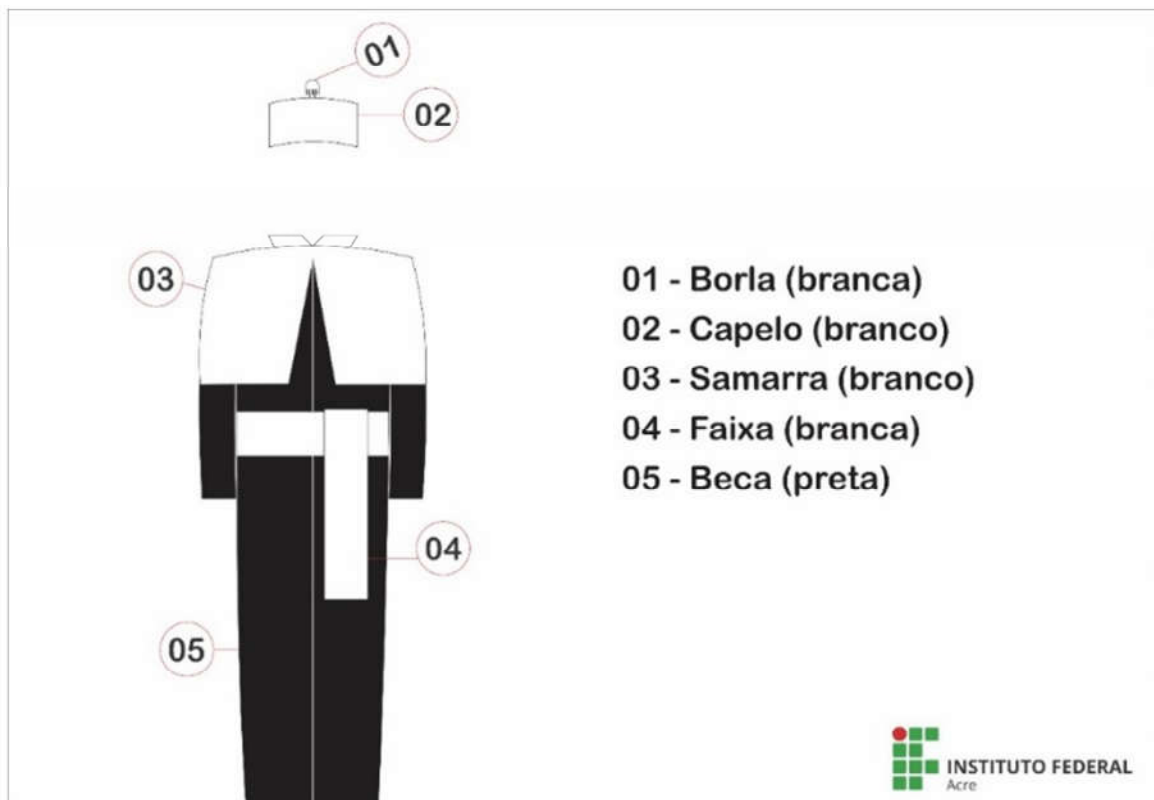 01
02
03
04
05
01 - Borla (branca)
02 - Capelo (branco)
03 - Samarra (branco)
04 - Faixa (branca)
05 - Beca (preta)
INSTITUTO FEDERAL
Acre